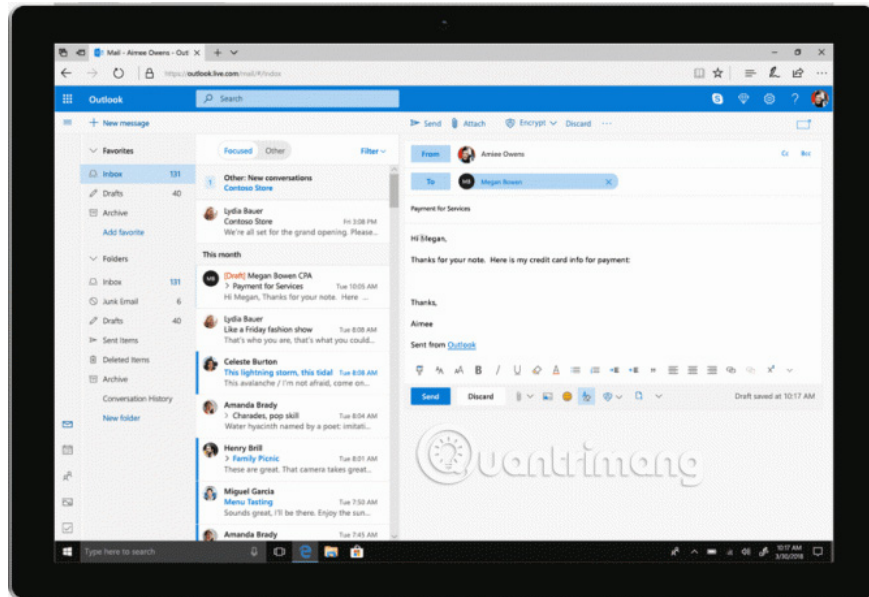 Mail - Aimee Owens - Out
https://outlook.live.com/mail/#/inbox
Outlook
Search
New message
Favorites
Inbox 131
Drafts 40
Archive
Add favorite
Folders
Inbox 131
Junk Email 6
Drafts 40
Sent Items
Deleted Items
Archive
Conversation History
New folder
Focused Other Filter
1 Other: New conversations
Contoso Store
Lydia Bauer
Contoso Store Fri 3:08 PM
We're all set for the grand opening. Please...
This month
MB [Draft] Megan Bowen CPA
> Payment for Services Tue 10:05 AM
Hi Megan, Thanks for your note. Here ...
Lydia Bauer
Like a Friday fashion show Tue 8:08 AM
That's who you are, that's what you could...
Celeste Burton
This lightning storm, this tidal Tue 8:08 AM
This avalanche / I'm not afraid, come on...
Amanda Brady
> Charades, pop skill Tue 8:04 AM
Water hyacinth named by a poet: imitati...
Henry Brill
> Family Picnic Tue 8:01 AM
These are great. That camera takes great...
Miguel Garcia
Menu Tasting Tue 7:50 AM
Sounds great, I'll be there. Enjoy the sun...
Amanda Brady Tue 7:45 AM
Send Attach Encrypt Discard ...
From Amiee Owens Cc Bcc
To MB Megan Bowen
Payment for Services
Hi Megan,
Thanks for your note. Here is my credit card info for payment:
Thanks,
Aimee
Sent from Outlook
Send Discard Draft saved at 10:17 AM
Quantrimang
Type here to search
10:17 AM
3/30/2018